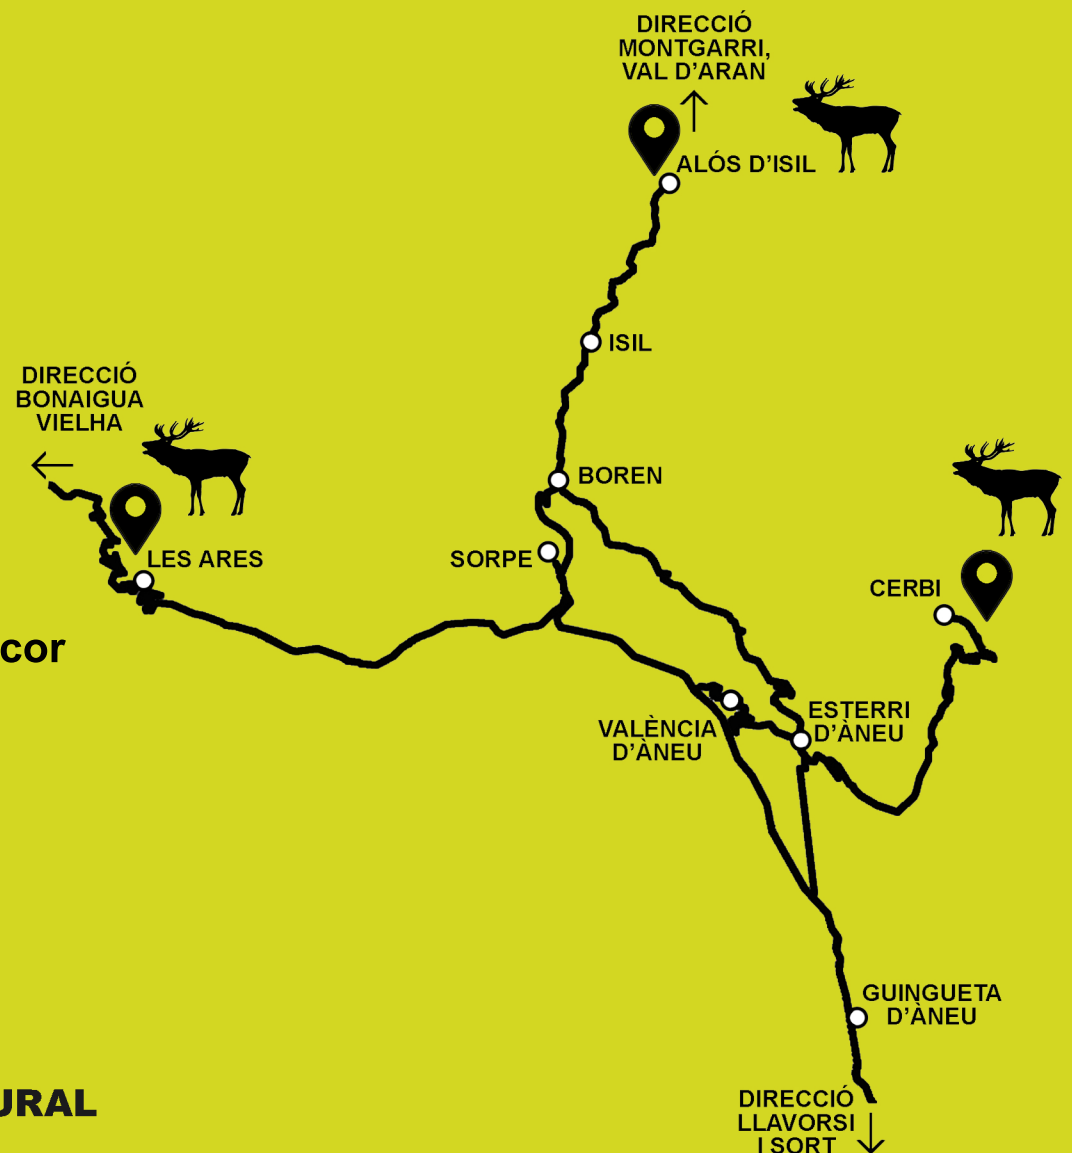 DIRECCIÓ
MONTGARRI,
VAL D'ARAN
ALÓS D'ISIL
ISIL
DIRECCIÓ
BONAIGUA
VIELHA
BOREN
LES ARES
SORPE
CERBI
cor
VALÈNCIA
D'ÀNEU
ESTERRI
D'ÀNEU
GUINGUETA
D'ÀNEU
URAL
DIRECCIÓ
LLAVORSI
I SORT